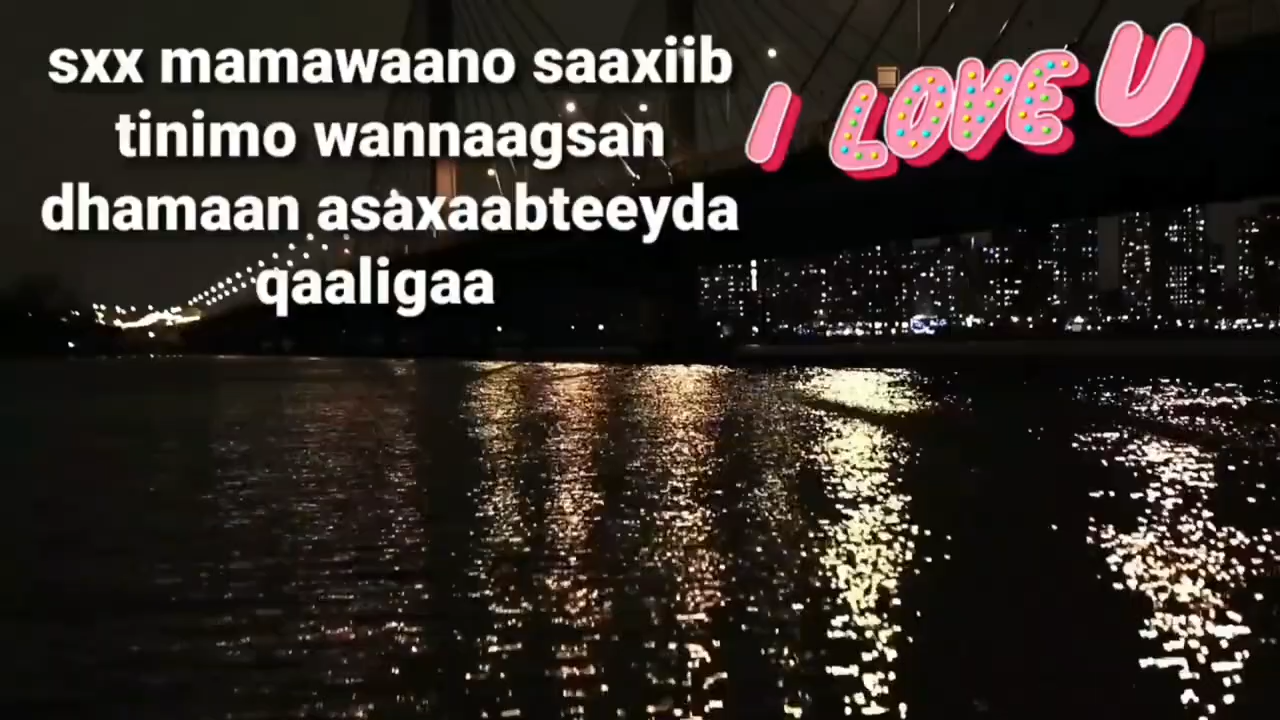 sxx mamawaano saaxiib
tinimo wannaagsan
dhamaan asaxaabteeyda
qaaligaa
I LOVE U